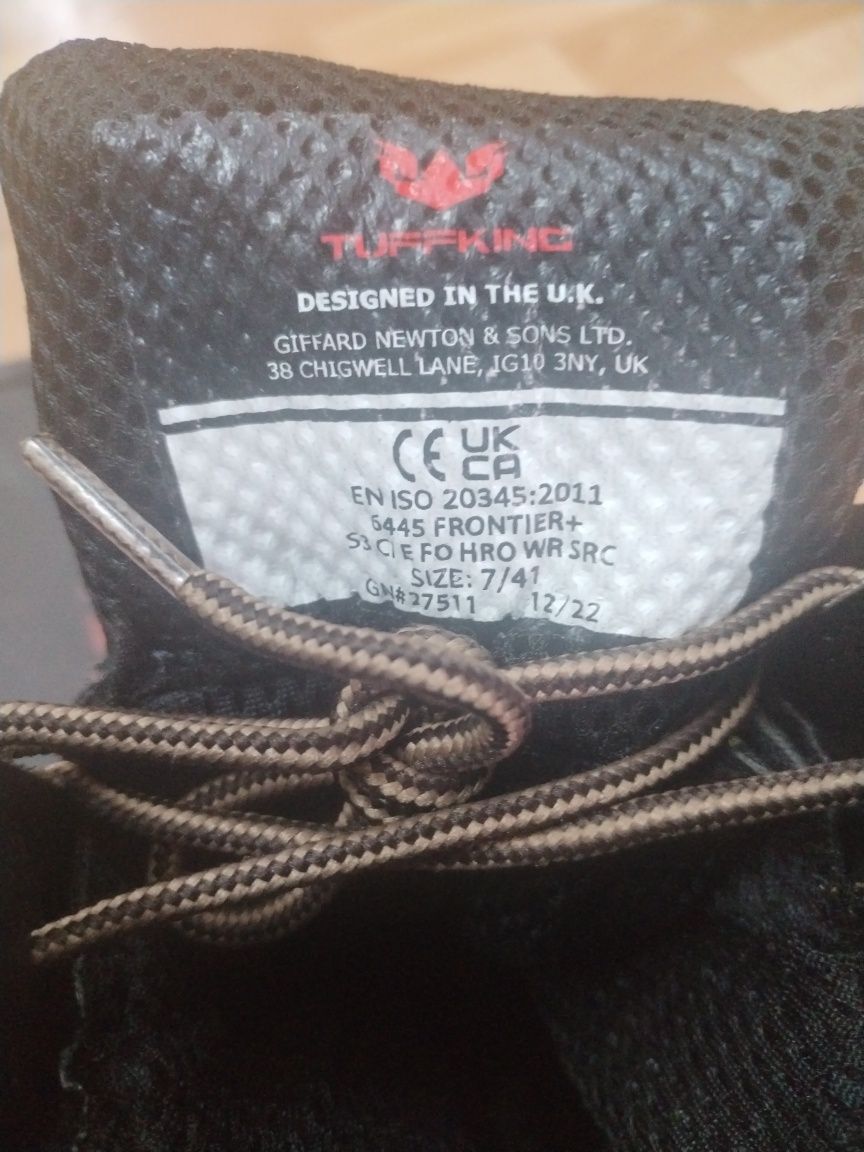 TUFFKING
DESIGNED IN THE U.K.
GIFFARD NEWTON & SONS LTD.
38 CHIGWELL LANE, IG10 3NY, UK
CE UK
CA
EN ISO 20345:2011
6445 FRONTIER+
S3 CI E FO HRO WR SRC
SIZE: 7/41
GN#27511 12/22